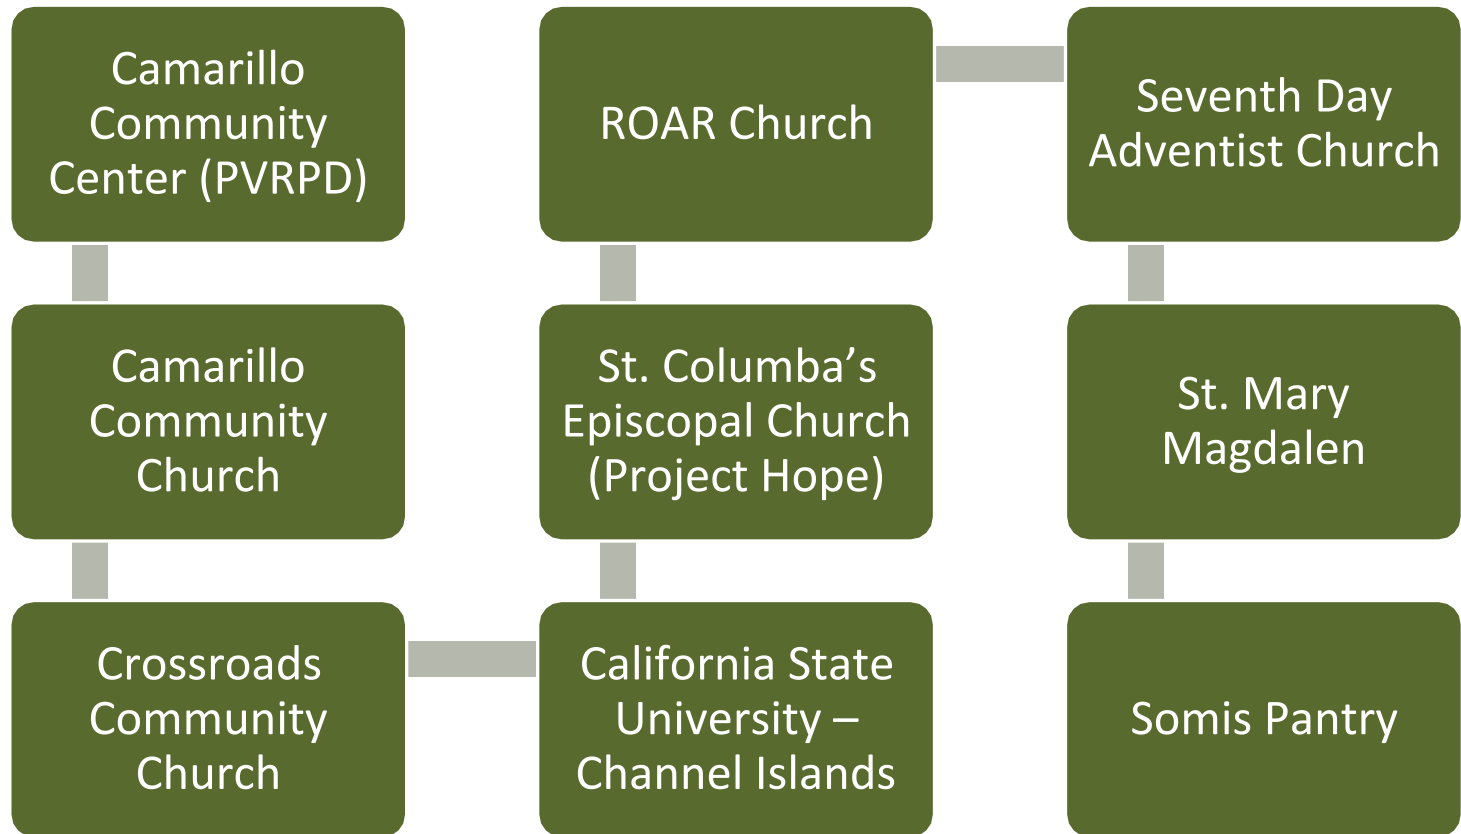 Camarillo
Community
Center (PVRPD)
Camarillo
Community
Church
Crossroads
Community
Church
California State
University –
Channel Islands
St. Columba’s
Episcopal Church
(Project Hope)
ROAR Church
Seventh Day
Adventist Church
St. Mary
Magdalen
Somis Pantry